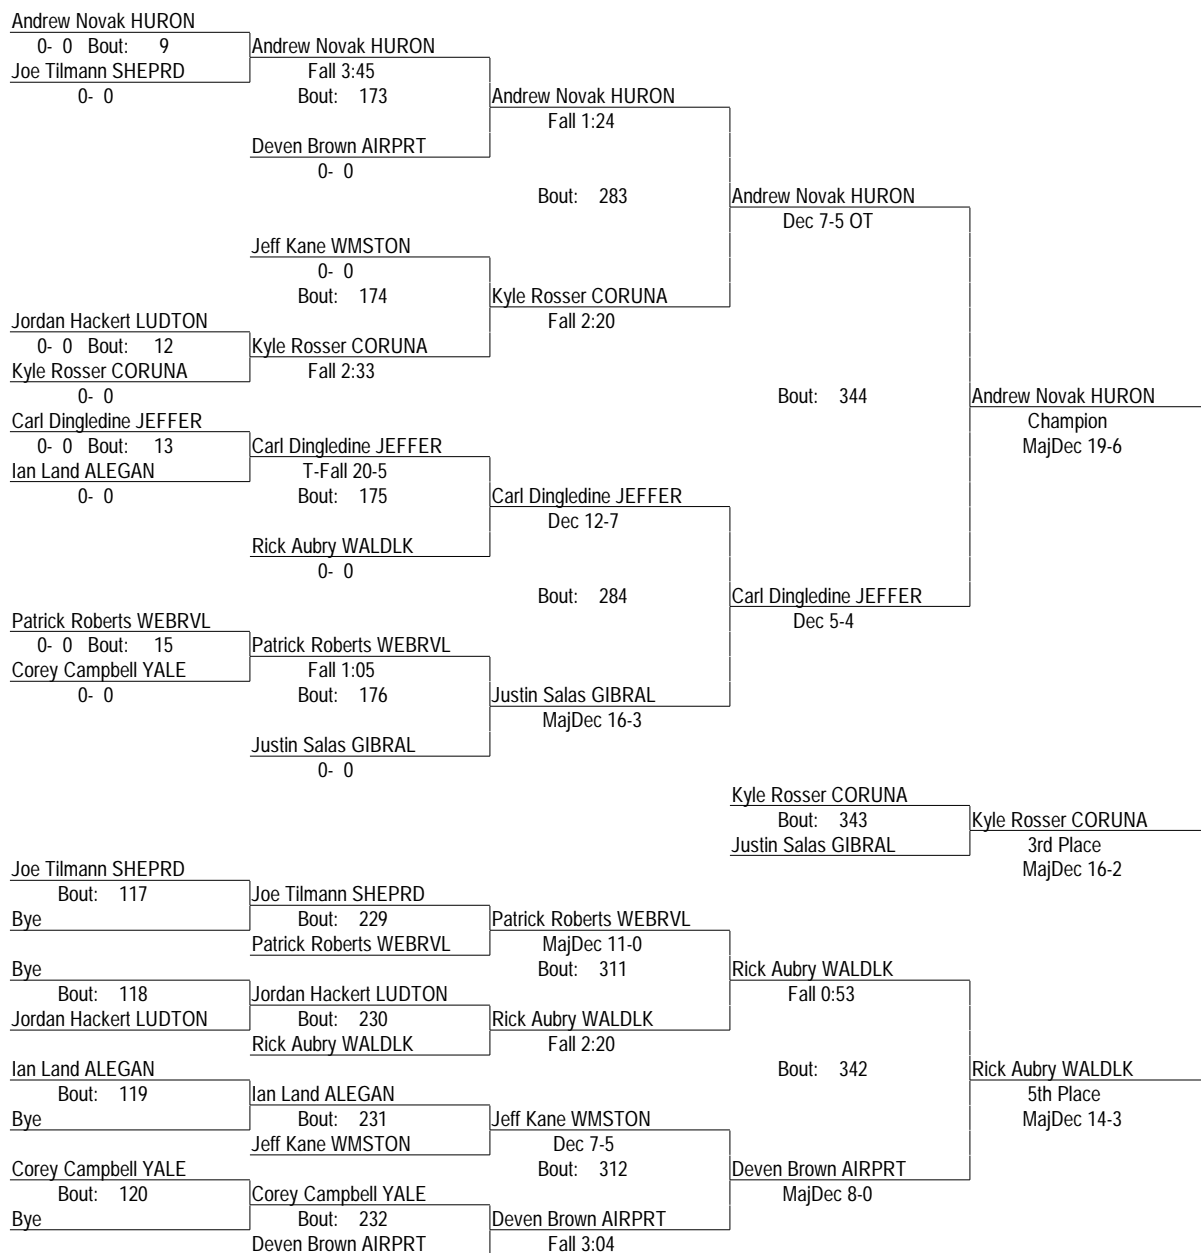 Andrew Novak HURON
0- 0 Bout: 9 Andrew Novak HURON
Joe Tilmann SHEPRD Fall 3:45
0- 0 Bout: 173 Andrew Novak HURON
Fall 1:24
Deven Brown AIRPRT
0- 0
Bout: 283 Andrew Novak HURON
Dec 7-5 OT
Jeff Kane WMSTON
0- 0
Bout: 174 Kyle Rosser CORUNA
Jordan Hackert LUDTON Fall 2:20
0- 0 Bout: 12 Kyle Rosser CORUNA
Kyle Rosser CORUNA Fall 2:33
0- 0 Bout: 344 Andrew Novak HURON
Carl Dingledine JEFFER Champion
0- 0 Bout: 13 Carl Dingledine JEFFER MajDec 19-6
Ian Land ALEGAN T-Fall 20-5
0- 0 Bout: 175 Carl Dingledine JEFFER
Dec 12-7
Rick Aubry WALDLK
0- 0
Bout: 284 Carl Dingledine JEFFER
Patrick Roberts WEBRVL Dec 5-4
0- 0 Bout: 15 Patrick Roberts WEBRVL
Corey Campbell YALE Fall 1:05
0- 0 Bout: 176 Justin Salas GIBRAL
MajDec 16-3
Justin Salas GIBRAL
0- 0
Kyle Rosser CORUNA
Bout: 343 Kyle Rosser CORUNA
Justin Salas GIBRAL 3rd Place
Joe Tilmann SHEPRD MajDec 16-2
Bout: 117 Joe Tilmann SHEPRD
Bye Bout: 229 Patrick Roberts WEBRVL
Patrick Roberts WEBRVL MajDec 11-0
Bye Bout: 311 Rick Aubry WALDLK
Bout: 118 Jordan Hackert LUDTON Fall 0:53
Jordan Hackert LUDTON Bout: 230 Rick Aubry WALDLK
Rick Aubry WALDLK Fall 2:20
Ian Land ALEGAN Bout: 342 Rick Aubry WALDLK
Bout: 119 Ian Land ALEGAN 5th Place
Bye Bout: 231 Jeff Kane WMSTON MajDec 14-3
Jeff Kane WMSTON Dec 7-5
Corey Campbell YALE Bout: 312 Deven Brown AIRPRT
Bout: 120 Corey Campbell YALE MajDec 8-0
Bye Bout: 232 Deven Brown AIRPRT
Deven Brown AIRPRT Fall 3:04